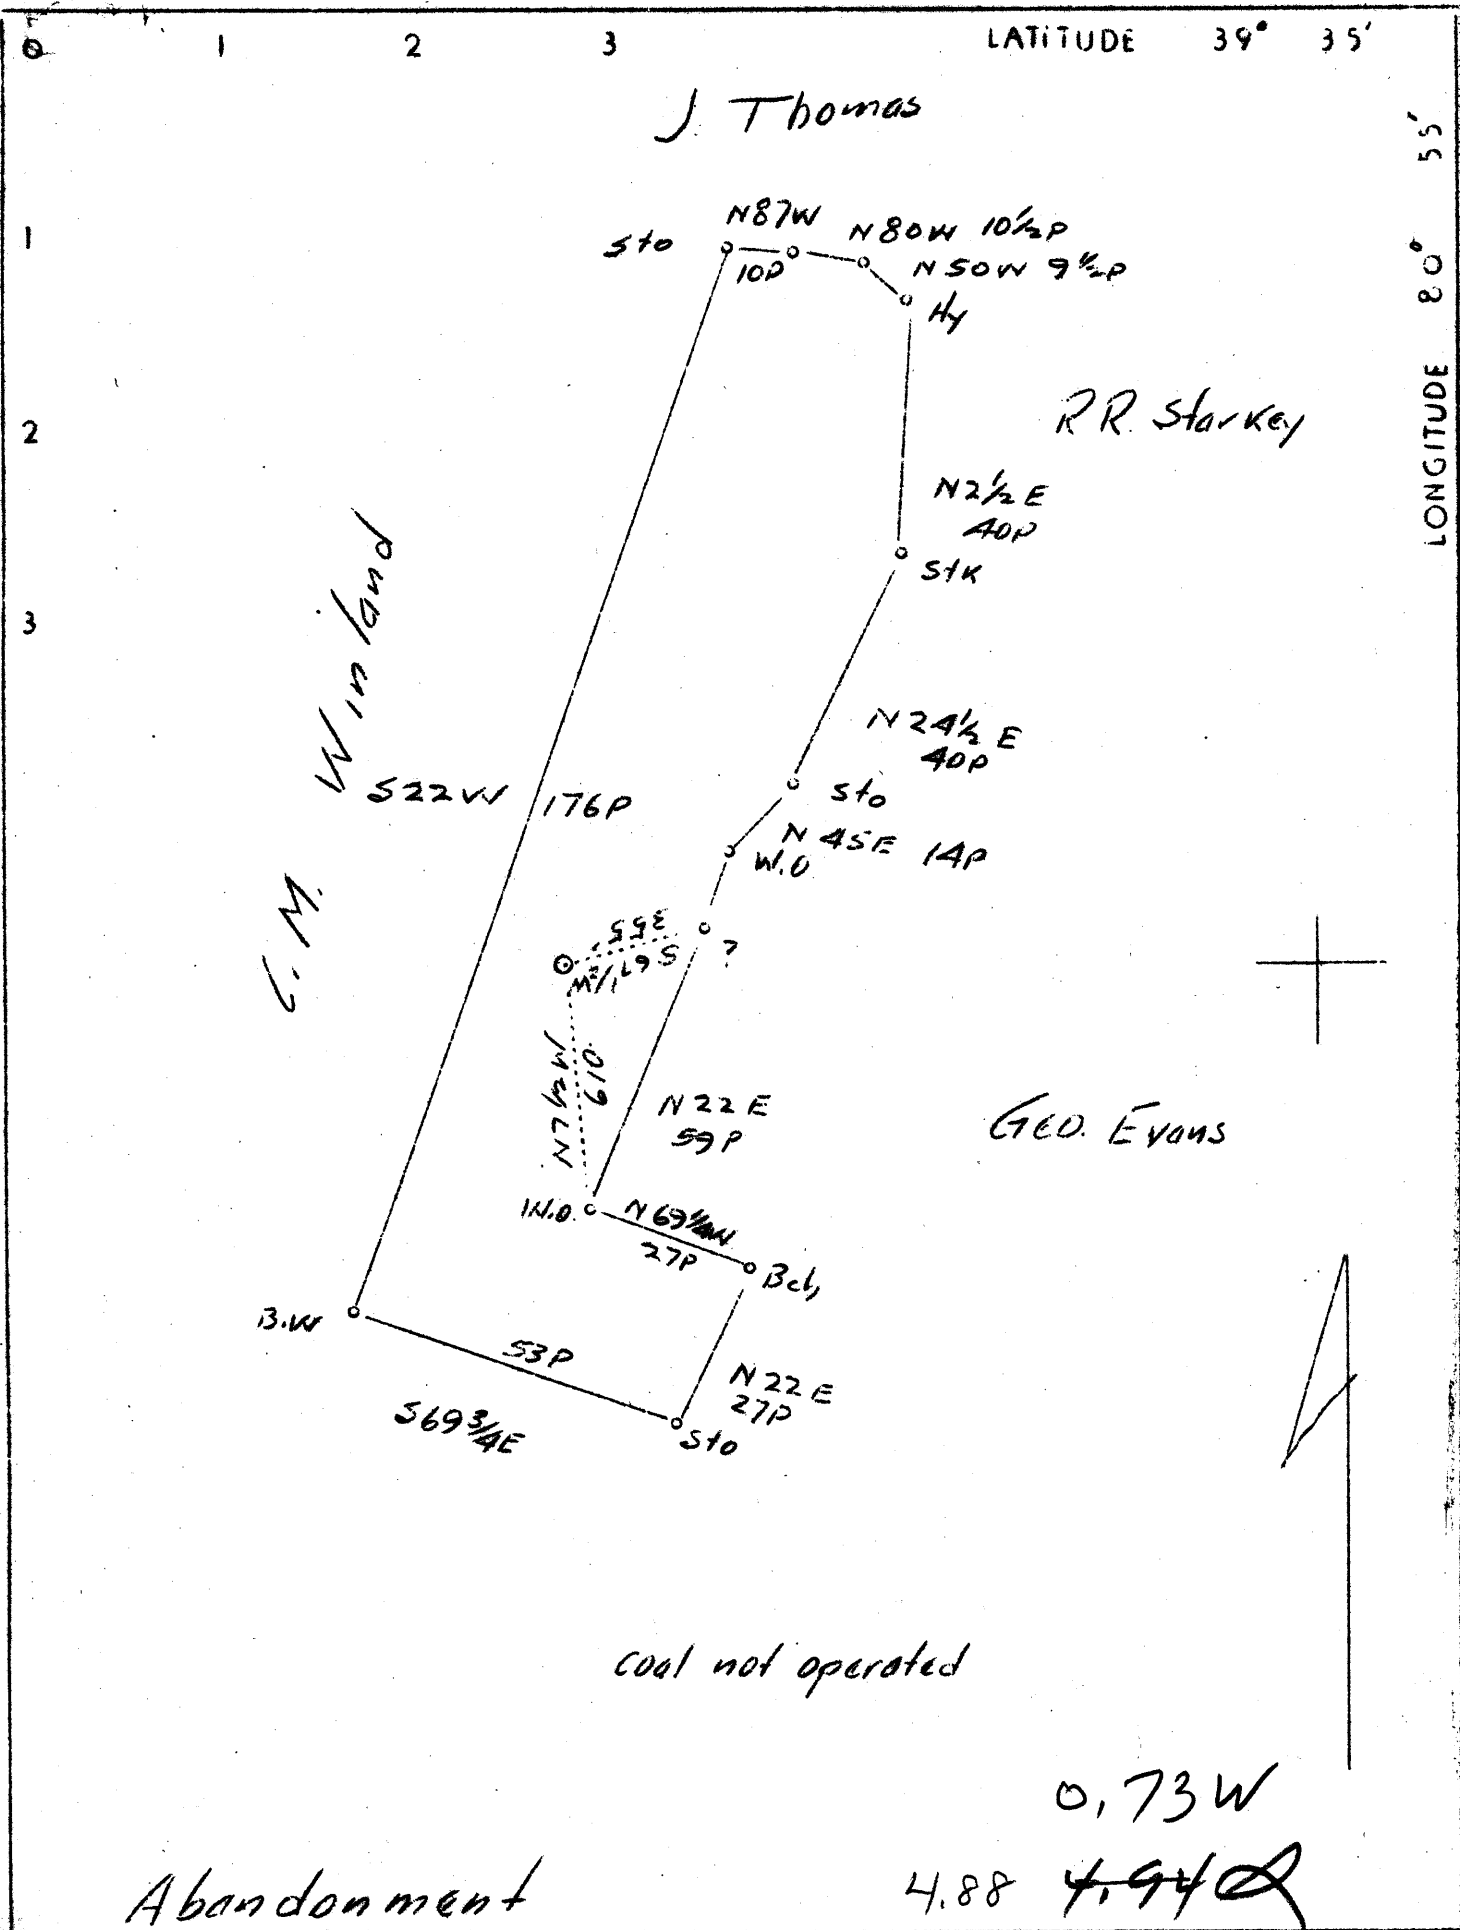 0 1 2 3 LATITUDE 39° 35'
LONGITUDE 80° 55'
1
2
3
J Thomas
N87W
10P
N80W 10½P
N50W 9½P
Sto
Hy
R R. Starkey
N2½E
40P
Stk
C. M. Winland
N24½E
40P
Sto
S22W 176P
N45E 14P
W.O
355'
S 67½W
?
N7½W
610
N22E
59P
Geo. Evans
W.O.
N69¼W
27P
Bch,
B.W
53P
S69¾E
N22E
27P
Sto
coal not operated
0.73W
4.88 4.94
Abandonment